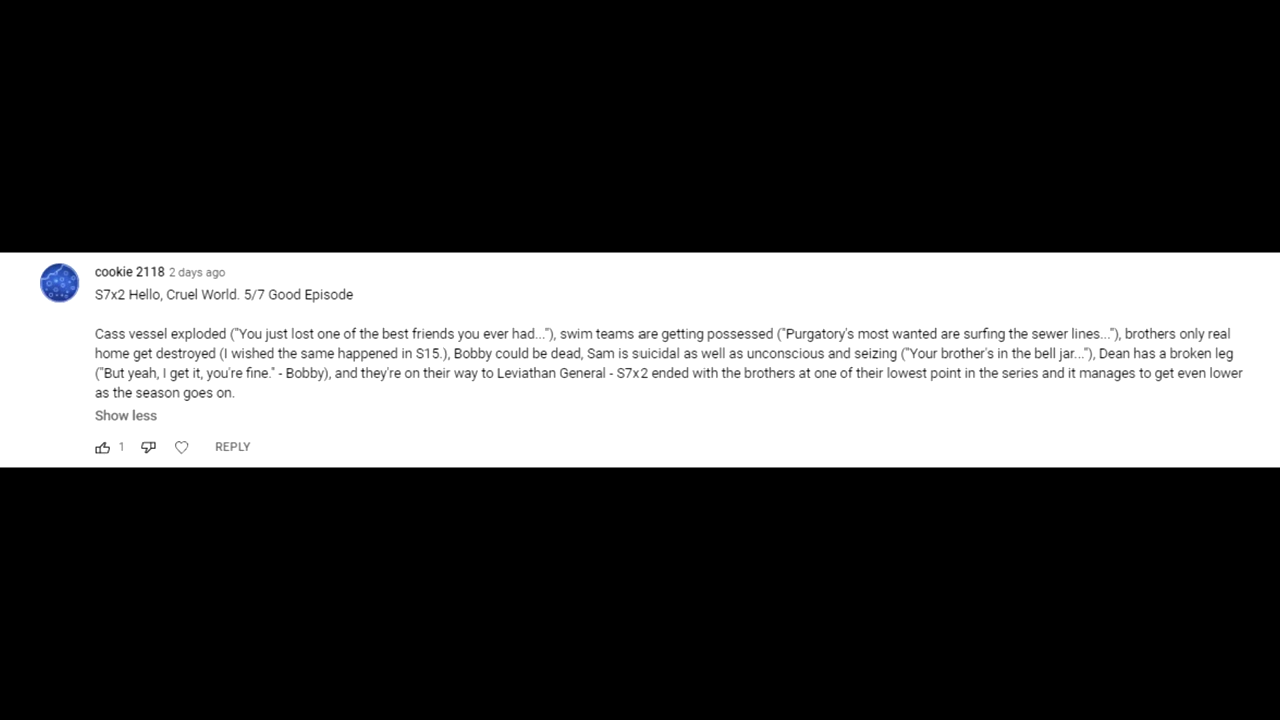 cookie 2118 2 days ago
S7x2 Hello, Cruel World. 5/7 Good Episode
Cass vessel exploded ("You just lost one of the best friends you ever had..."), swim teams are getting possessed ("Purgatory's most wanted are surfing the sewer lines..."), brothers only real
home get destroyed (I wished the same happened in S15.), Bobby could be dead, Sam is suicidal as well as unconscious and seizing ("Your brother's in the bell jar..."), Dean has a broken leg
("But yeah, I get it, you're fine." - Bobby), and they're on their way to Leviathan General - S7x2 ended with the brothers at one of their lowest point in the series and it manages to get even lower
as the season goes on.
Show less
1 REPLY